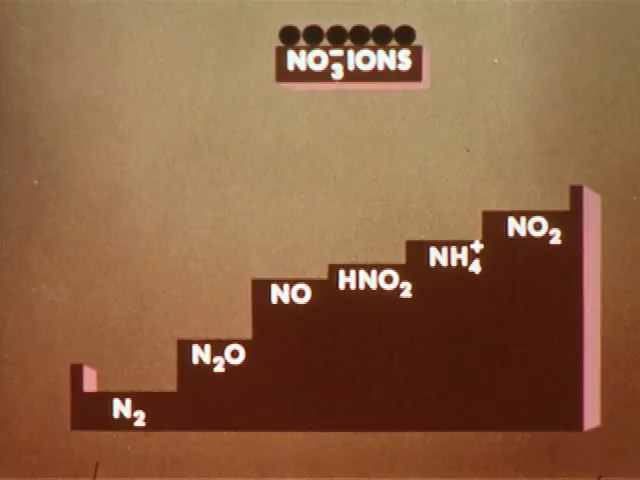 NO₃⁻ IONS
NO₂
NH₄⁺
HNO₂
NO
N₂O
N₂